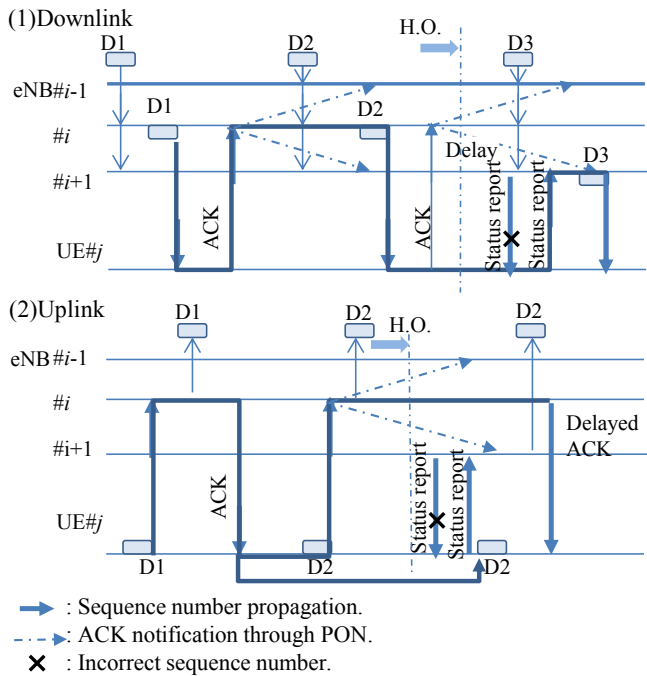 (1)Downlink
D1
D2
H.O.
D3
eNB#i-1
D1
D2
#i
Delay
D3
#i+1
ACK
ACK
Status report
Status report
UE#j
(2)Uplink
D1
D2
D2
H.O.
eNB#i-1
#i
Delayed
ACK
#i+1
ACK
Status report
Status report
UE#j
D1
D2
D2
: Sequence number propagation.
: ACK notification through PON.
: Incorrect sequence number.